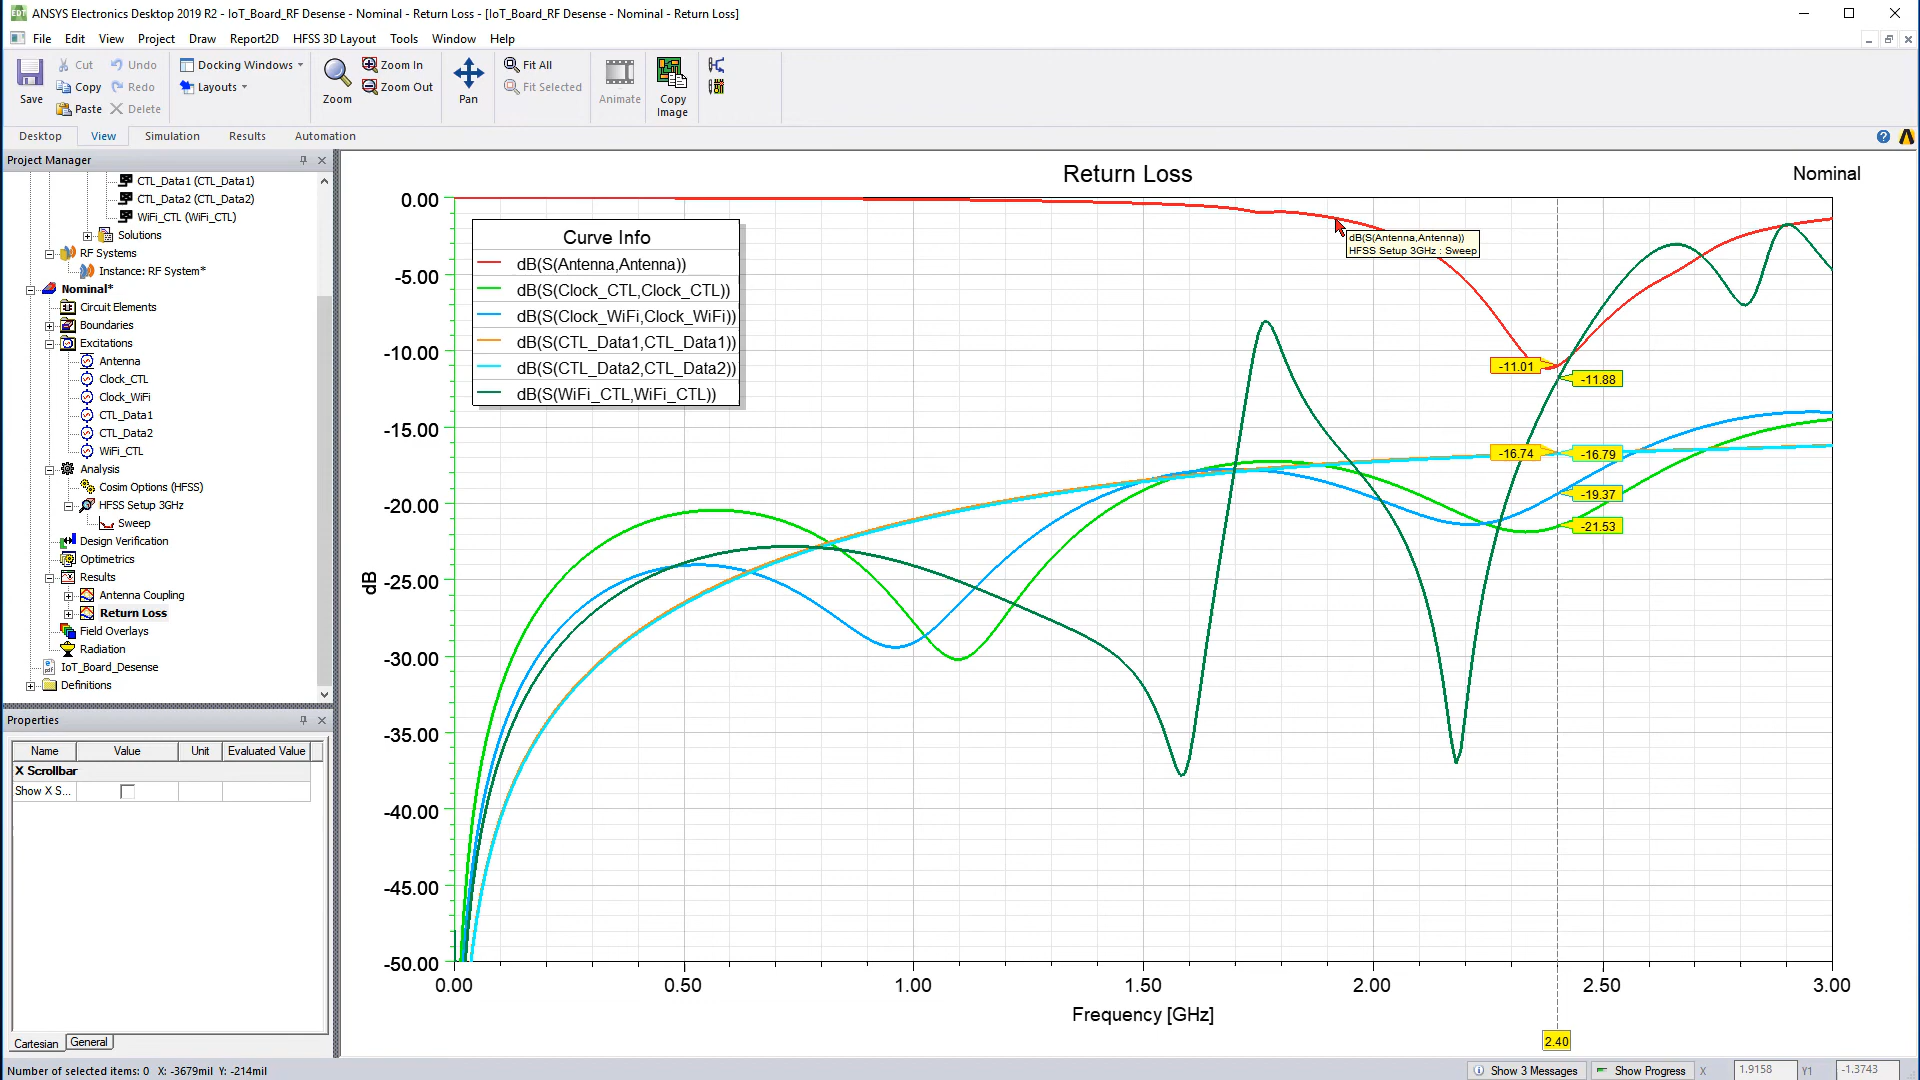 ANSYS Electronics Desktop 2019 R2 - IoT_Board_RF Desense - Nominal - Return Loss - [IoT_Board_RF Desense - Nominal - Return Loss]
File Edit View Project Draw Report2D HFSS 3D Layout Tools Window Help
Save
Cut
Copy
Paste
Undo
Redo
Delete
Docking Windows
Layouts
Zoom
Zoom In
Zoom Out
Pan
Fit All
Fit Selected
Animate
Copy
Image
Desktop View Simulation Results Automation
Project Manager
CTL_Data1 (CTL_Data1)
CTL_Data2 (CTL_Data2)
WiFi_CTL (WiFi_CTL)
Solutions
RF Systems
Instance: RF System*
Nominal*
Circuit Elements
Boundaries
Excitations
Antenna
Clock_CTL
Clock_WiFi
CTL_Data1
CTL_Data2
WiFi_CTL
Analysis
Cosim Options (HFSS)
HFSS Setup 3GHz
Sweep
Design Verification
Optimetrics
Results
Antenna Coupling
Return Loss
Field Overlays
Radiation
IoT_Board_Desense
Definitions
Properties
Name Value Unit Evaluated Value
X Scrollbar
Show X S...
Cartesian General
Return Loss
Nominal
Curve Info
dB(S(Antenna,Antenna))
dB(S(Clock_CTL,Clock_CTL))
dB(S(Clock_WiFi,Clock_WiFi))
dB(S(CTL_Data1,CTL_Data1))
dB(S(CTL_Data2,CTL_Data2))
dB(S(WiFi_CTL,WiFi_CTL))
dB(S(Antenna,Antenna))
HFSS Setup 3GHz : Sweep
0.00
-5.00
-10.00
-15.00
-20.00
-25.00
-30.00
-35.00
-40.00
-45.00
-50.00
dB
-11.01
-11.88
-16.74
-16.79
-19.37
-21.53
0.00 0.50 1.00 1.50 2.00 2.50 3.00
Frequency [GHz]
2.40
Number of selected items: 0 X: -3679mil Y: -214mil
Show 3 Messages Show Progress X 1.9158 Y1 -1.3743